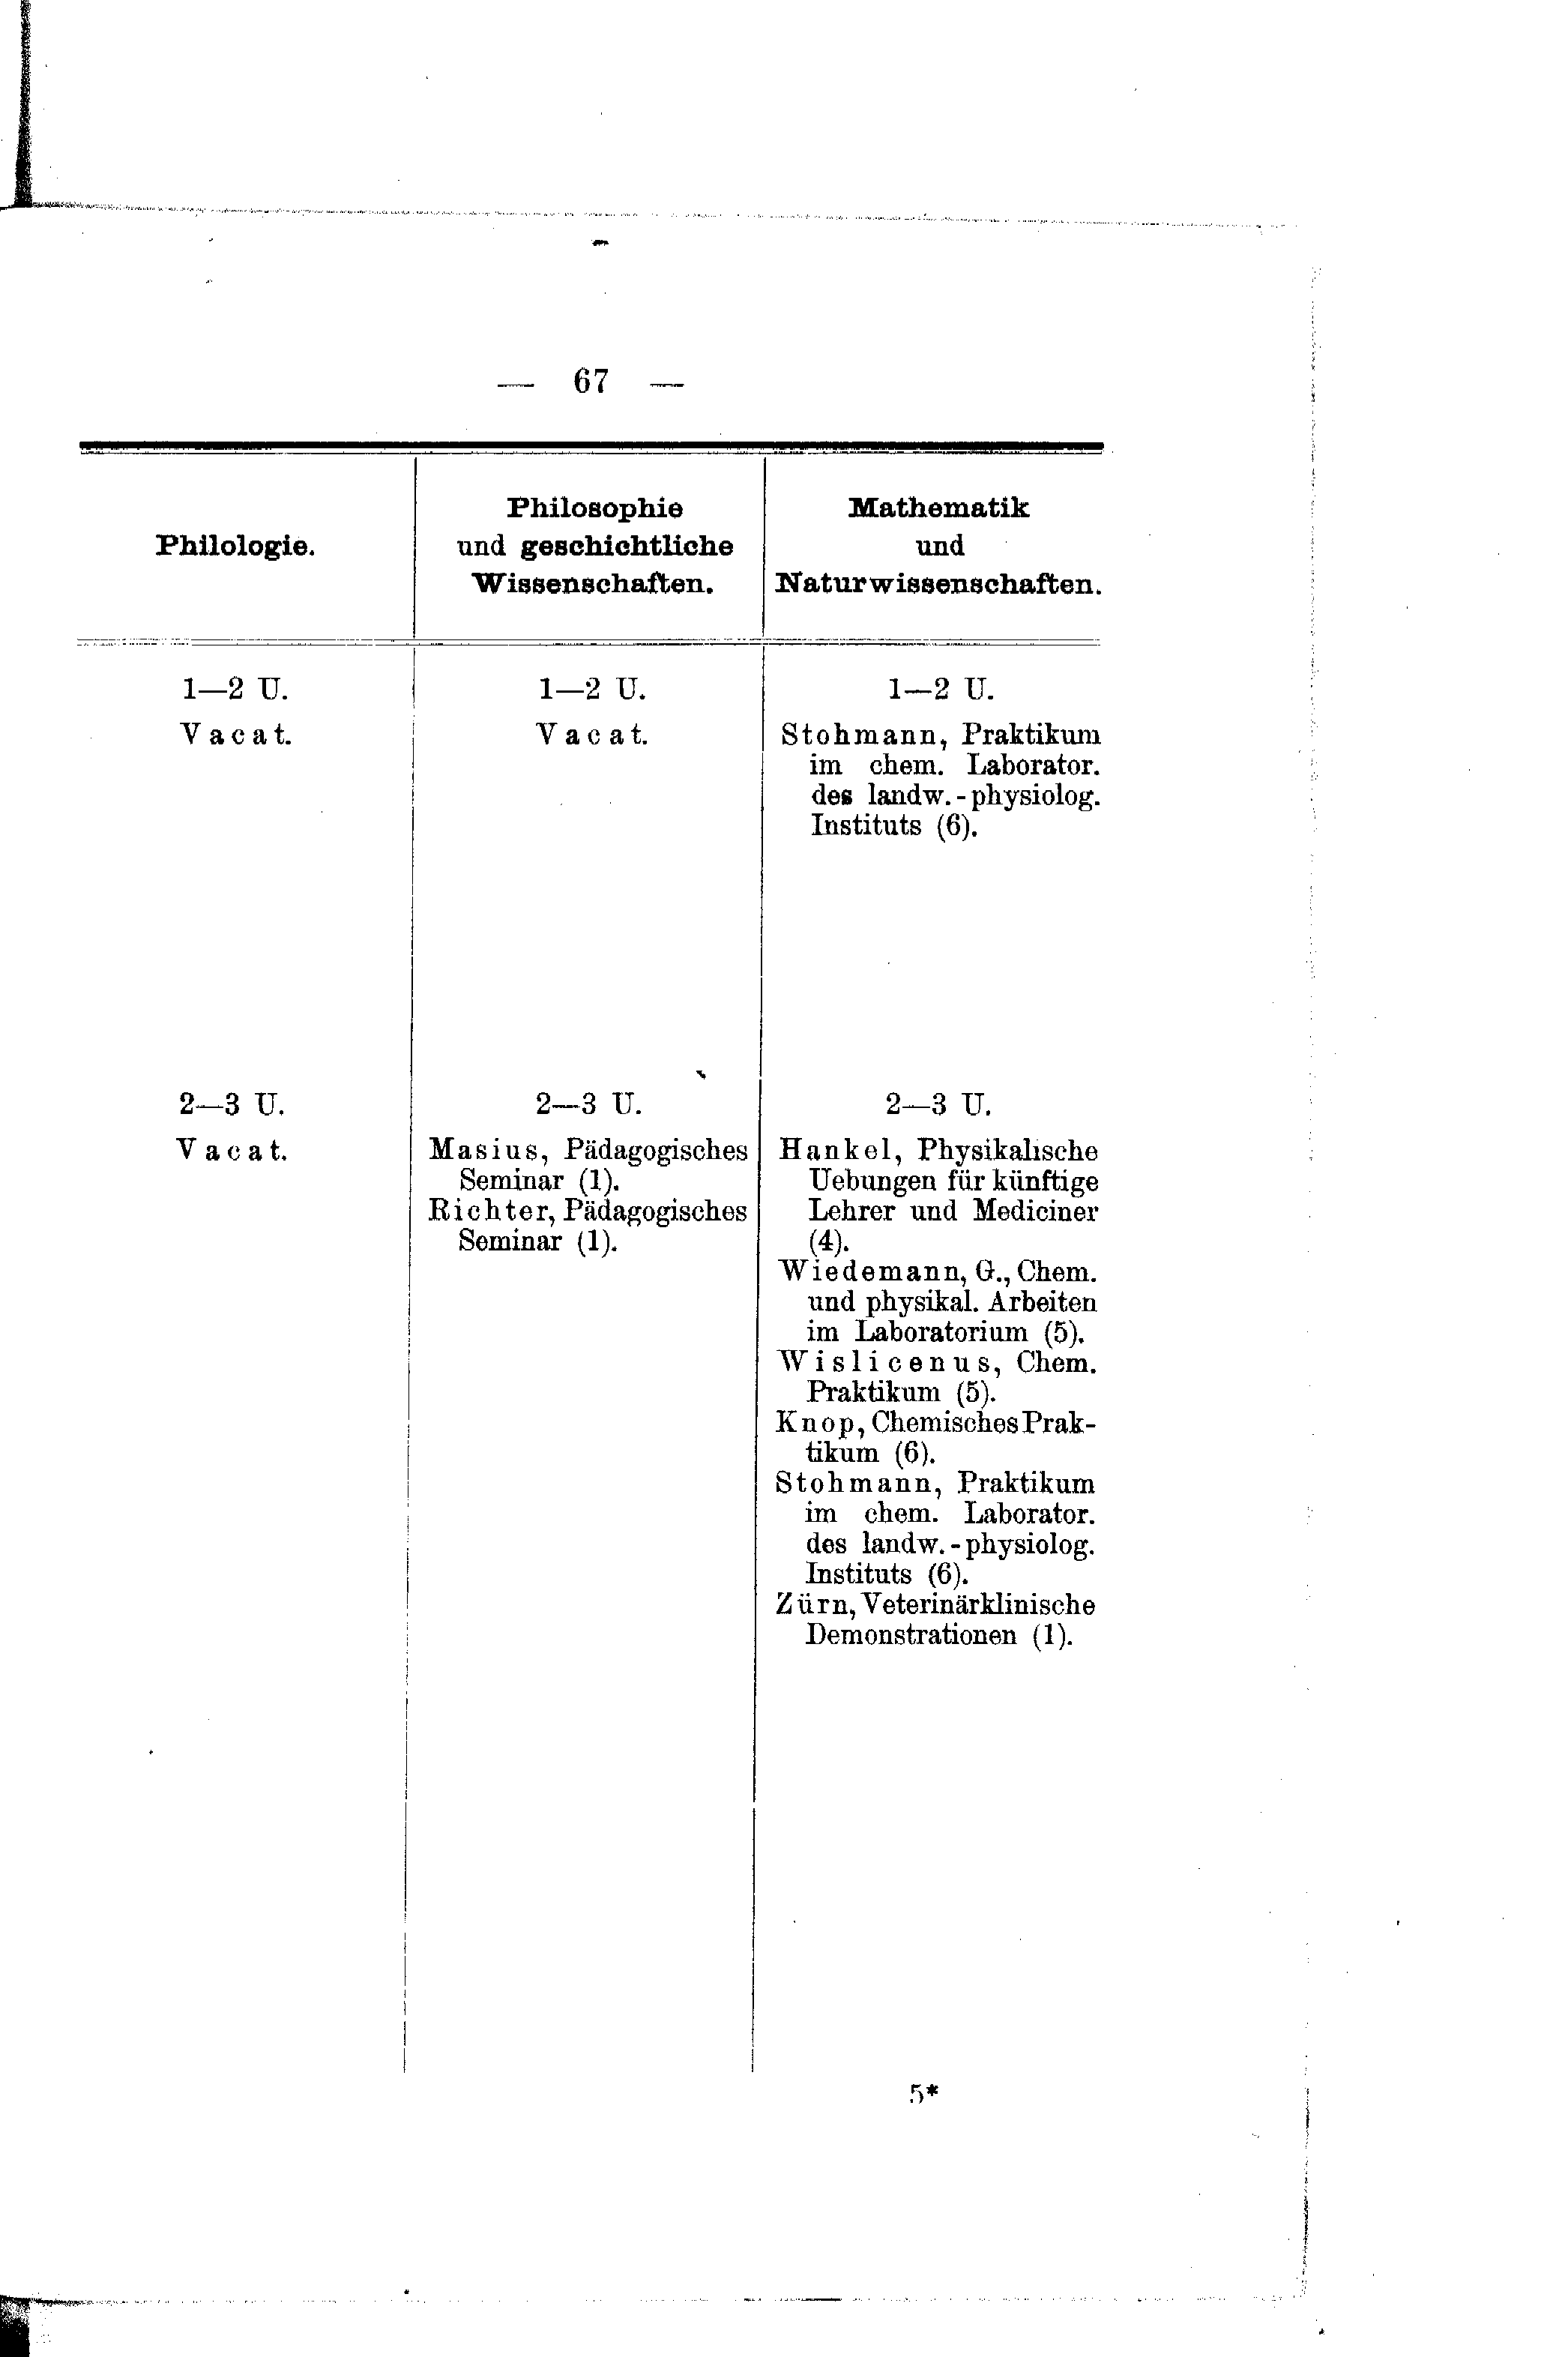 — 67 —
Philologie.
Philosophie
und geschichtliche
Wissenschaften.
Mathematik
und
Naturwissenschaften.
1—2 U.
Vacat.
1—2 U.
Vacat.
1—2 U.
Stohmann, Praktikum
im chem. Laborator.
des landw.-physiolog.
Instituts (6).
2—3 U.
Vacat.
2—3 U.
Masius, Pädagogisches
Seminar (1).
Richter, Pädagogisches
Seminar (1).
2—3 U.
Hankel, Physikalische
Uebungen für künftige
Lehrer und Mediciner
(4).
Wiedemann, G., Chem.
und physikal. Arbeiten
im Laboratorium (5).
Wislicenus, Chem.
Praktikum (5).
Knop, Chemisches Prak-
tikum (6).
Stohmann, Praktikum
im chem. Laborator.
des landw.-physiolog.
Instituts (6).
Zürn, Veterinärklinische
Demonstrationen (1).
5*